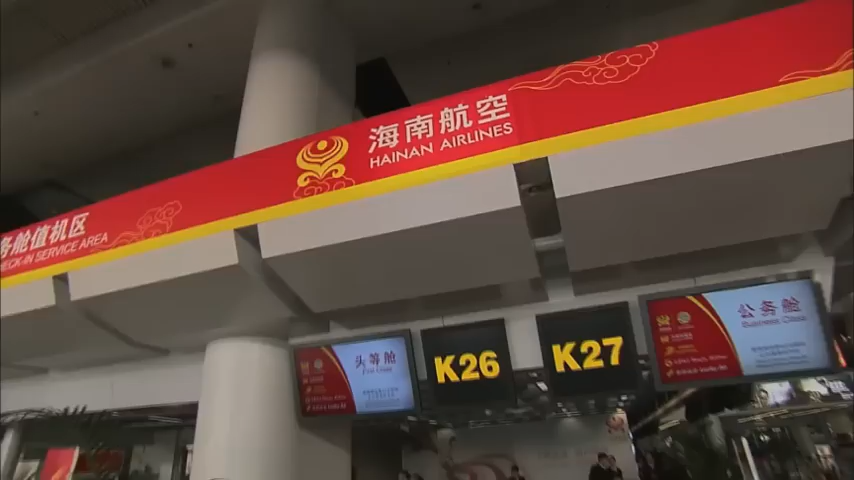 海南航空
HAINAN AIRLINES
务舱值机区
CHECK-IN SERVICE AREA
头等舱
First Class
K26
K27
公务舱
Business Class